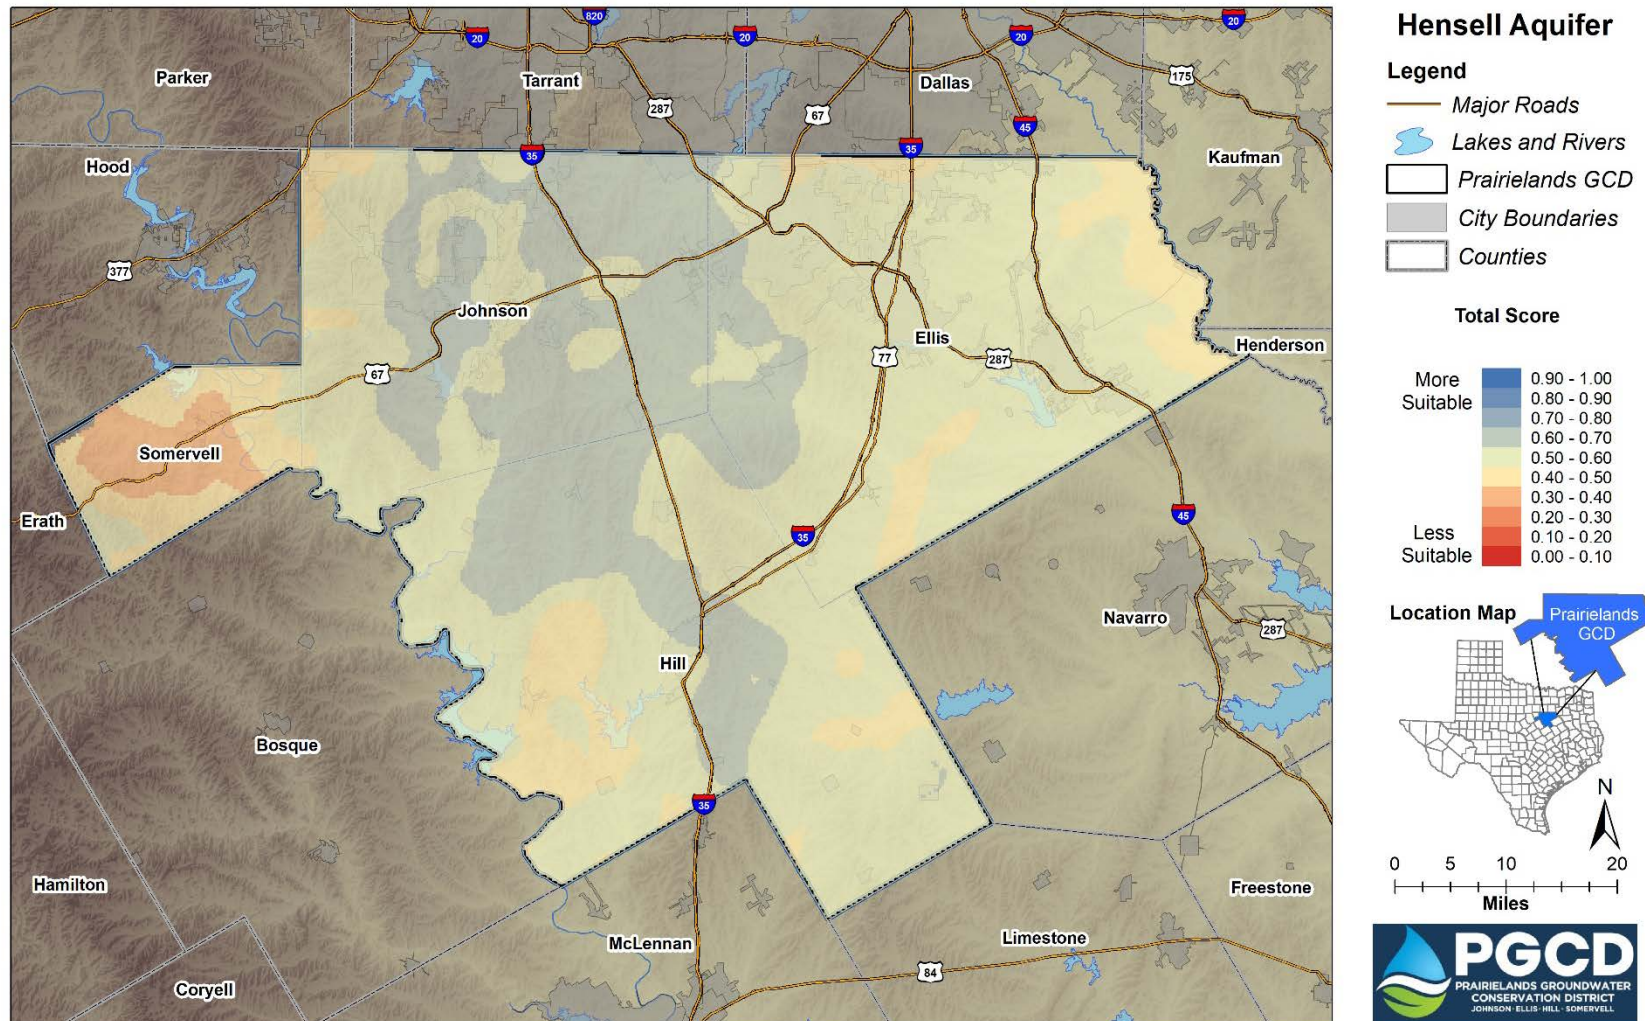 Hensell Aquifer
Legend
Major Roads
Lakes and Rivers
Prairielands GCD
City Boundaries
Counties
Total Score
More
Suitable
0.90 - 1.00
0.80 - 0.90
0.70 - 0.80
0.60 - 0.70
0.50 - 0.60
0.40 - 0.50
0.30 - 0.40
0.20 - 0.30
0.10 - 0.20
0.00 - 0.10
Less
Suitable
Location Map
Prairielands
GCD
N
0 5 10 20
Miles
PGCD
PRAIRIELANDS GROUNDWATER
CONSERVATION DISTRICT
JOHNSON · ELLIS · HILL · SOMERVELL
820
20
20
20
20
Parker
Tarrant
Dallas
175
287
67
45
35
35
Hood
Kaufman
377
Johnson
Ellis
Henderson
77
287
67
Somervell
Erath
45
35
Navarro
287
Hill
Bosque
35
Hamilton
Freestone
McLennan
Limestone
84
Coryell